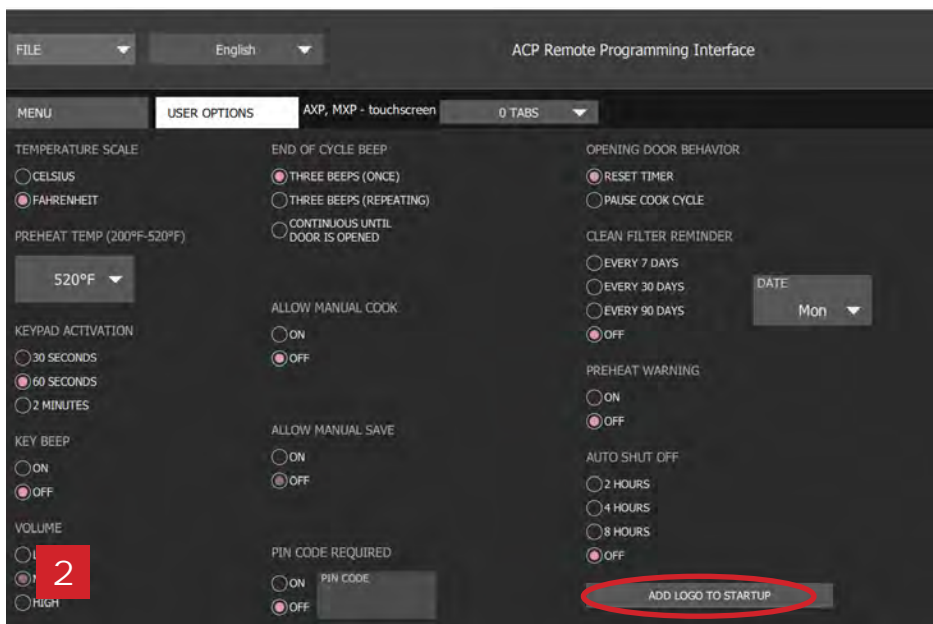 FILE
English
ACP Remote Programming Interface
MENU
USER OPTIONS
AXP, MXP - touchscreen
0 TABS
TEMPERATURE SCALE
CELSIUS
FAHRENHEIT
PREHEAT TEMP (200°F-520°F)
520°F
KEYPAD ACTIVATION
30 SECONDS
60 SECONDS
2 MINUTES
KEY BEEP
ON
OFF
VOLUME
2
HIGH
END OF CYCLE BEEP
THREE BEEPS (ONCE)
THREE BEEPS (REPEATING)
CONTINUOUS UNTIL
DOOR IS OPENED
ALLOW MANUAL COOK
ON
OFF
ALLOW MANUAL SAVE
ON
OFF
PIN CODE REQUIRED
ON
OFF
PIN CODE
OPENING DOOR BEHAVIOR
RESET TIMER
PAUSE COOK CYCLE
CLEAN FILTER REMINDER
EVERY 7 DAYS
EVERY 30 DAYS
EVERY 90 DAYS
OFF
DATE
Mon
PREHEAT WARNING
ON
OFF
AUTO SHUT OFF
2 HOURS
4 HOURS
8 HOURS
OFF
ADD LOGO TO STARTUP